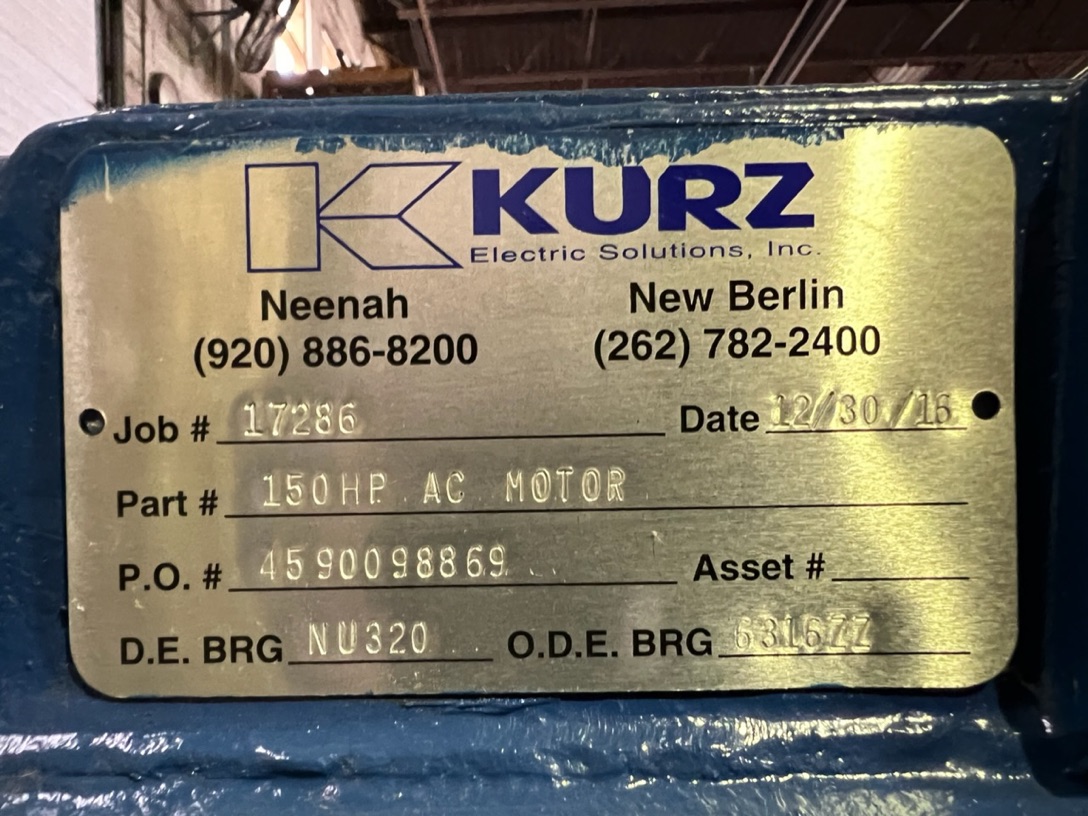 KURZ
Electric Solutions, Inc.
Neenah New Berlin
(920) 886-8200 (262) 782-2400
Job # 17286 Date 12/30/16
Part # 150HP AC MOTOR
P.O. # 4590098869 Asset #
D.E. BRG NU320 O.D.E. BRG 6316ZZ